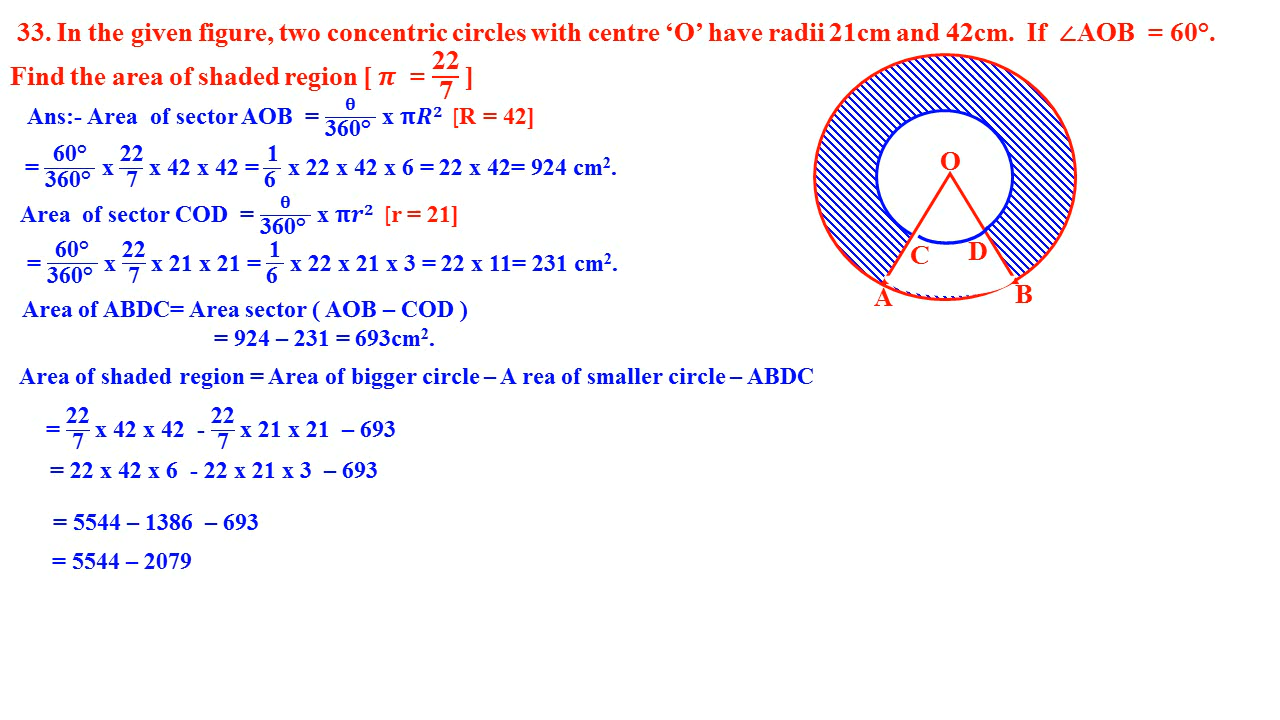 33. In the given figure, two concentric circles with centre ‘O’ have radii 21cm and 42cm. If ∠AOB = 60°.
Find the area of shaded region [ π = 22/7 ]
Ans:- Area of sector AOB = θ/360° x πR² [R = 42]
= 60°/360° x 22/7 x 42 x 42 = 1/6 x 22 x 42 x 6 = 22 x 42= 924 cm².
Area of sector COD = θ/360° x πr² [r = 21]
= 60°/360° x 22/7 x 21 x 21 = 1/6 x 22 x 21 x 3 = 22 x 11= 231 cm².
Area of ABDC= Area sector ( AOB – COD )
= 924 – 231 = 693cm².
Area of shaded region = Area of bigger circle – A rea of smaller circle – ABDC
= 22/7 x 42 x 42 - 22/7 x 21 x 21 – 693
= 22 x 42 x 6 - 22 x 21 x 3 – 693
= 5544 – 1386 – 693
= 5544 – 2079
O
C D
A B